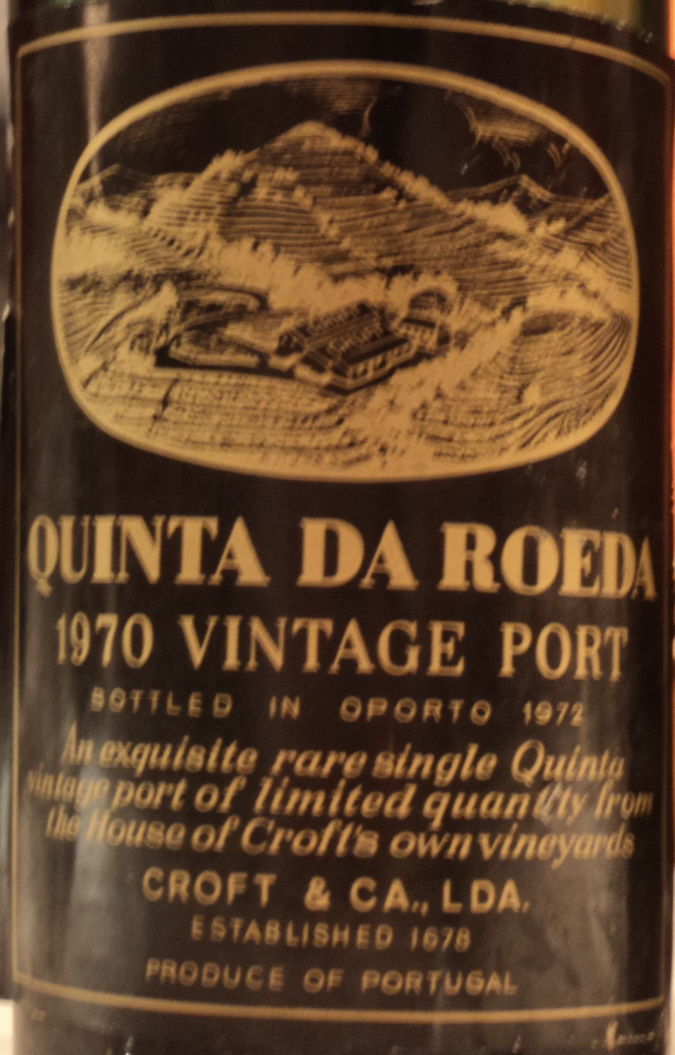 QUINTA DA ROEDA
1970 VINTAGE PORT
BOTTLED IN OPORTO 1972
An exquisite rare single Quinta
vintage port of limited quantity from
the House of Croft's own vineyards
CROFT & CA., LDA.
ESTABLISHED 1678
PRODUCE OF PORTUGAL